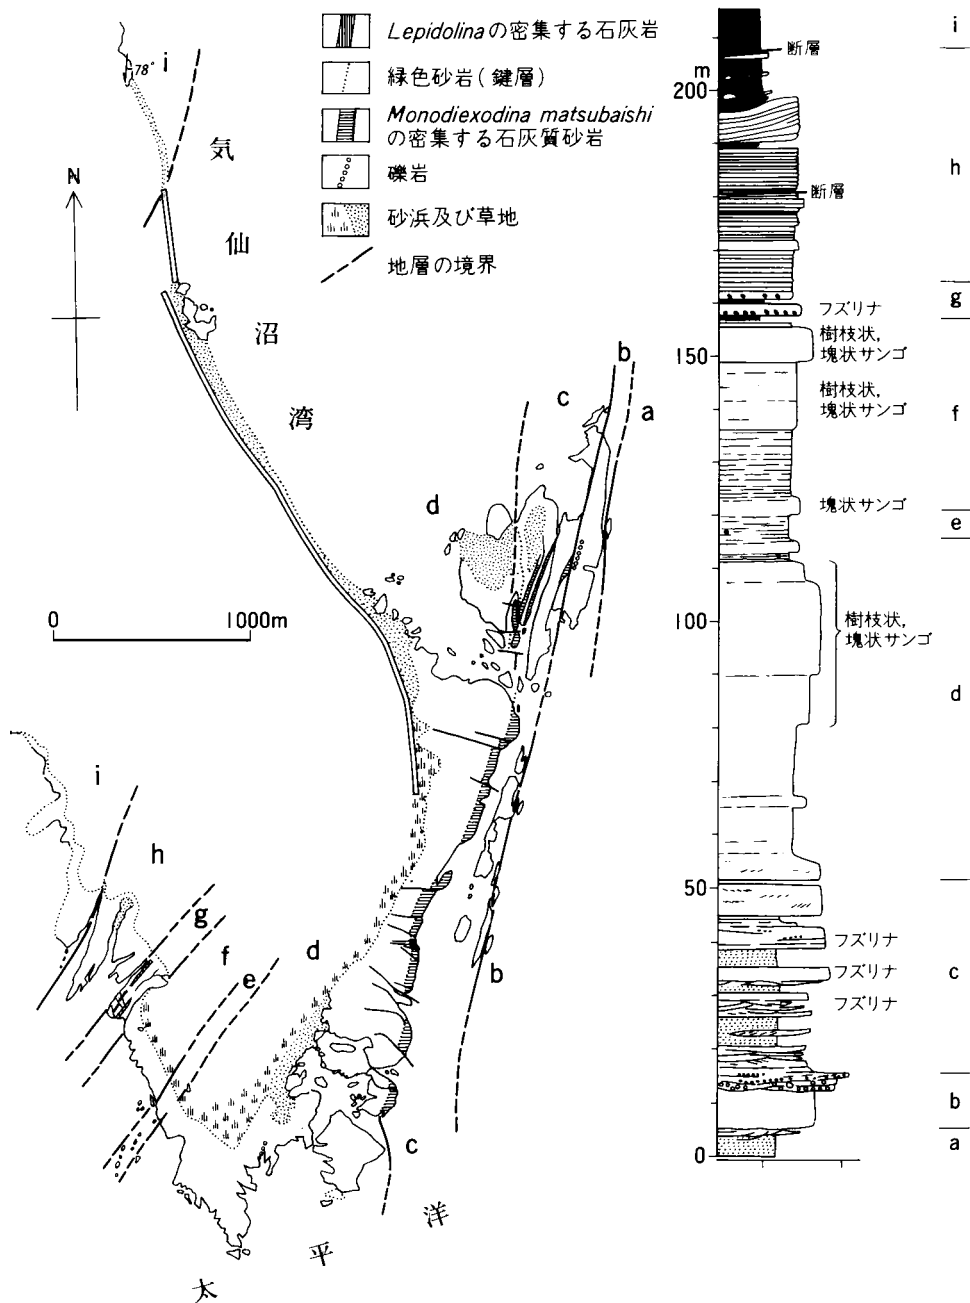 Lepidolinaの密集する石灰岩
緑色砂岩(鍵層)
Monodiexodina matsubaishi
の密集する石灰質砂岩
礫岩
砂浜及び草地
地層の境界
78°
i
気
仙
沼
湾
N
0
1000m
b
c
a
d
i
h
g
f
e
d
b
c
太
平
洋
m
200
150
100
50
0
断層
断層
フズリナ
樹枝状,
塊状サンゴ
樹枝状,
塊状サンゴ
塊状サンゴ
樹枝状,
塊状サンゴ
フズリナ
フズリナ
フズリナ
i
h
g
f
e
d
c
b
a